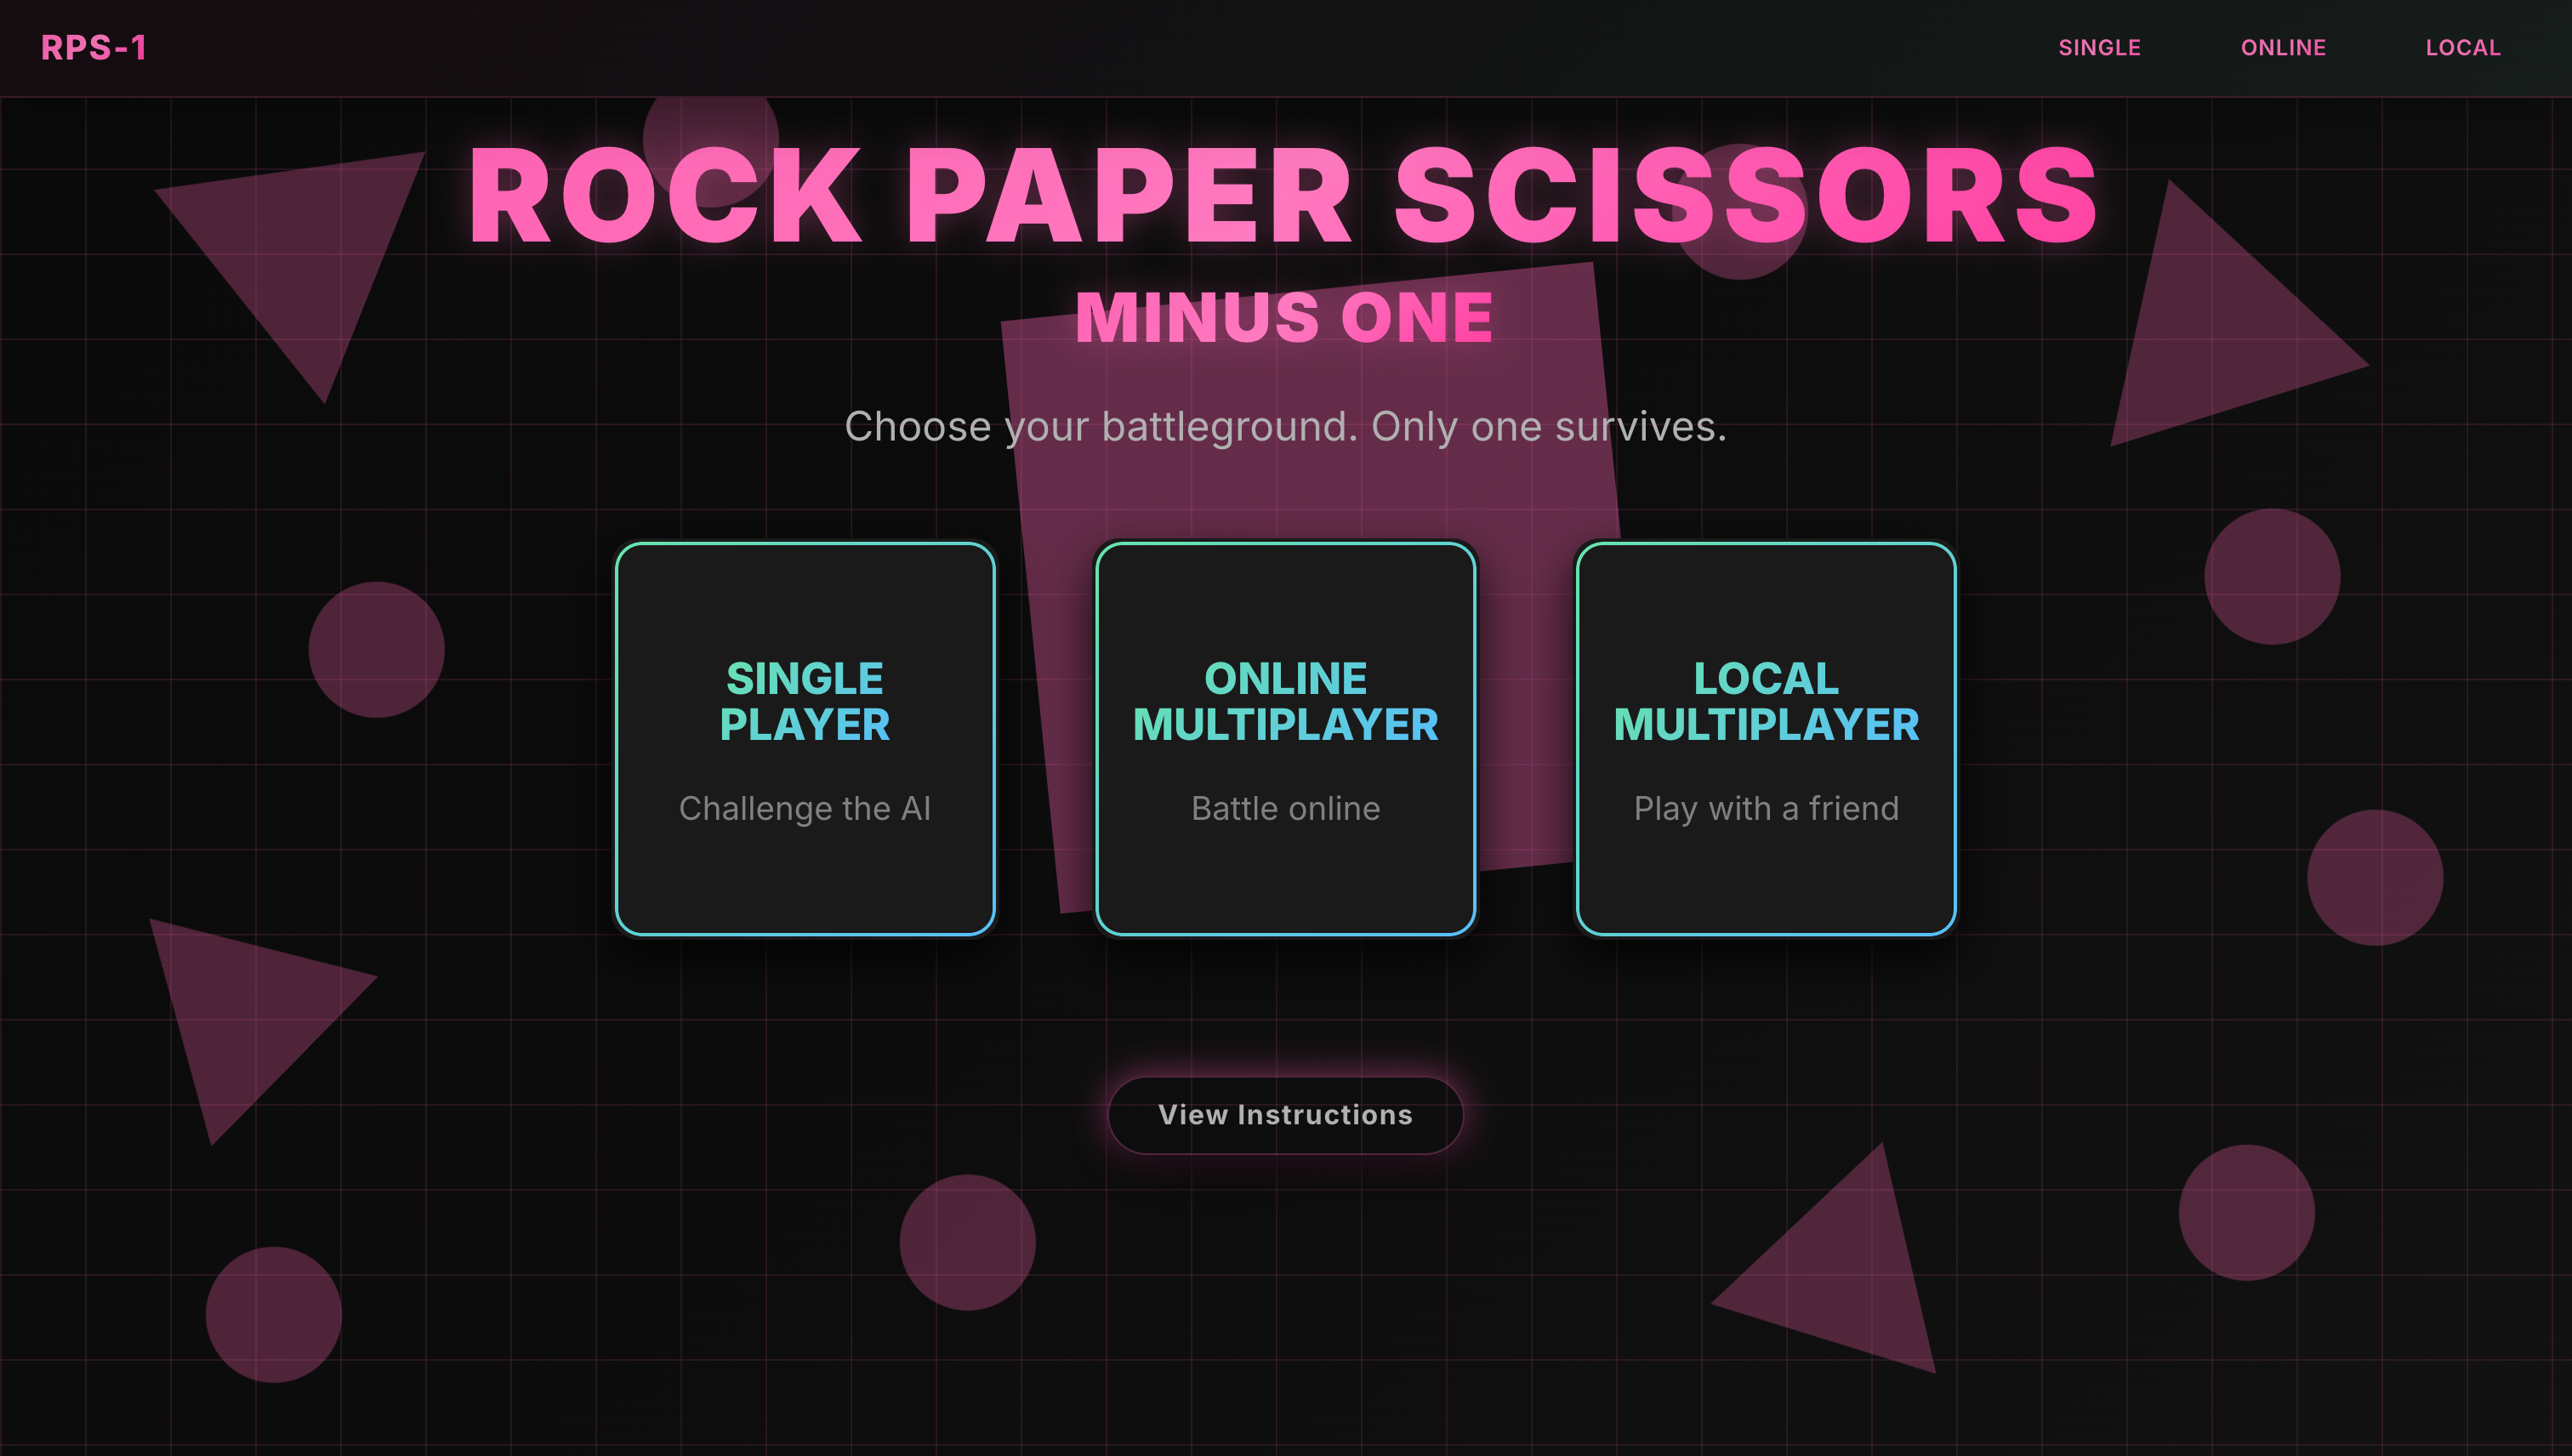 RPS-1
SINGLE
ONLINE
LOCAL
ROCK PAPER SCISSORS
MINUS ONE
Choose your battleground. Only one survives.
SINGLE
PLAYER
Challenge the AI
ONLINE
MULTIPLAYER
Battle online
LOCAL
MULTIPLAYER
Play with a friend
View Instructions